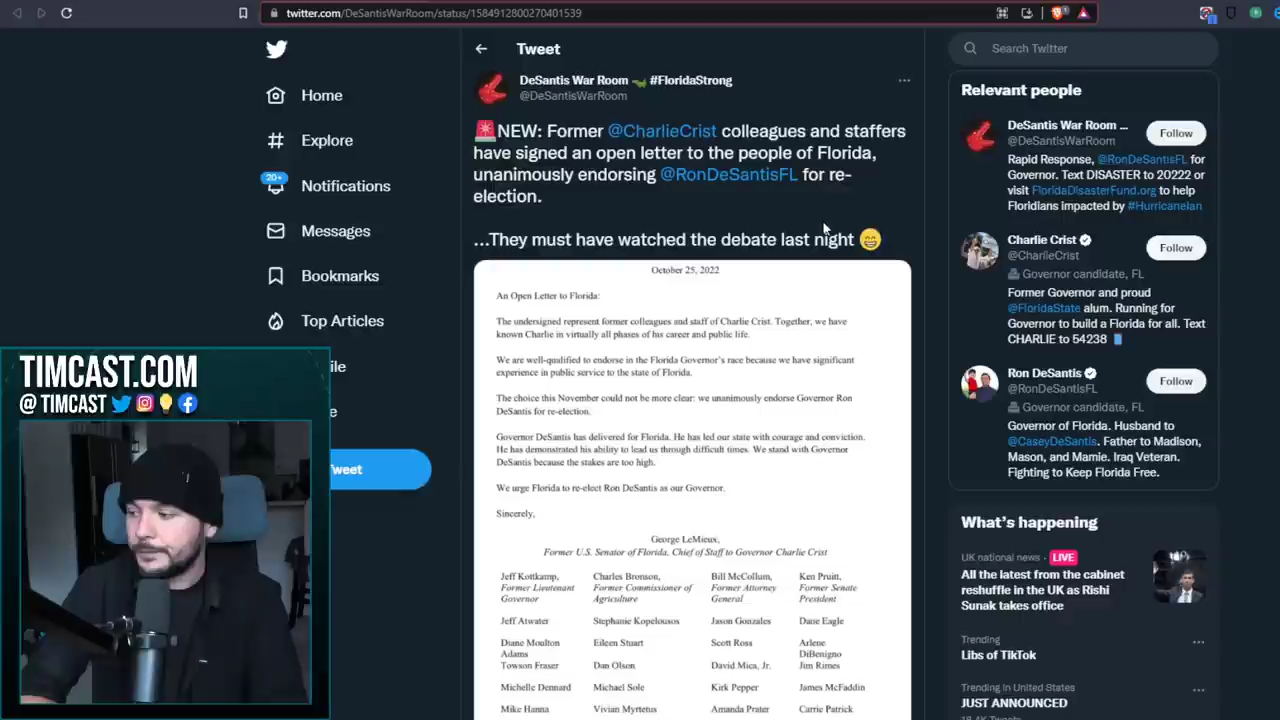 twitter.com/DeSantisWarRoom/status/1584912800270401539
Home
Explore
20+
Notifications
Messages
Bookmarks
Top Articles
Tweet
Tweet
DeSantis War Room 🐊 #FloridaStrong
@DeSantisWarRoom
🚨NEW: Former @CharlieCrist colleagues and staffers
have signed an open letter to the people of Florida,
unanimously endorsing @RonDeSantisFL for re-
election.
…They must have watched the debate last night 😁
October 25, 2022
An Open Letter to Florida:
The undersigned represent former colleagues and staff of Charlie Crist. Together, we have
known Charlie in virtually all phases of his career and public life.
We are well-qualified to endorse in the Florida Governor's race because we have significant
experience in public service to the state of Florida.
The choice this November could not be more clear: we unanimously endorse Governor Ron
DeSantis for re-election.
Governor DeSantis has delivered for Florida. He has led our state with courage and conviction.
He has demonstrated his ability to lead us through difficult times. We stand with Governor
DeSantis because the stakes are too high.
We urge Florida to re-elect Ron DeSantis as our Governor.
Sincerely,
George LeMieux,
Former U.S. Senator of Florida, Chief of Staff to Governor Charlie Crist
Jeff Kottkamp, Charles Bronson, Bill McCollum, Ken Pruitt,
Former Lieutenant Former Commissioner of Former Attorney Former Senate
Governor Agriculture General President
Jeff Atwater Stephanie Kopelousos Jason Gonzales Dane Eagle
Diane Moulton Eileen Stuart Scott Ross Arlene
Adams DiBenigno
Towson Fraser Dan Olson David Mica, Jr. Jim Rimes
Michelle Dennard Michael Sole Kirk Pepper James McFaddin
Mike Hanna Vivian Myrtetus Amanda Prater Carrie Patrick
Search Twitter
Relevant people
DeSantis War Room ...
@DeSantisWarRoom
Follow
Rapid Response, @RonDeSantisFL for
Governor. Text DISASTER to 20222 or
visit FloridaDisasterFund.org to help
Floridians impacted by #HurricaneIan
Charlie Crist
@CharlieCrist
Follow
Governor candidate, FL
Former Governor and proud
@FloridaState alum. Running for
Governor to build a Florida for all. Text
CHARLIE to 54238
Ron DeSantis
@RonDeSantisFL
Follow
Governor candidate, FL
Governor of Florida. Husband to
@CaseyDeSantis. Father to Madison,
Mason, and Mamie. Iraq Veteran.
Fighting to Keep Florida Free.
What's happening
UK national news · LIVE
All the latest from the cabinet
reshuffle in the UK as Rishi
Sunak takes office
Trending
Libs of TikTok
Trending in United States
JUST ANNOUNCED
TIMCAST.COM
@ TIMCAST